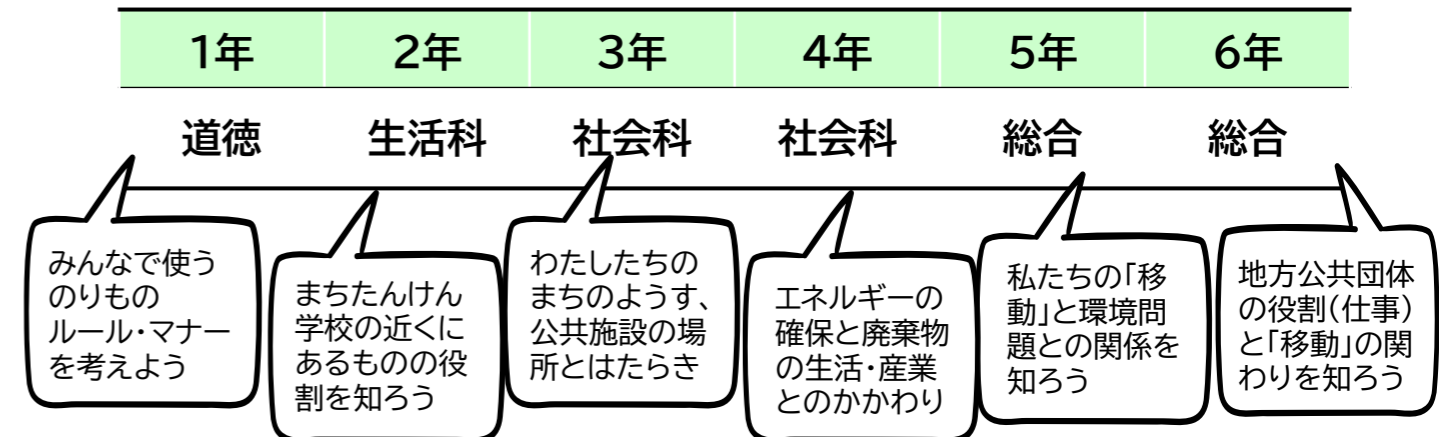 1年 2年 3年 4年 5年 6年
道徳 生活科 社会科 社会科 総合 総合
みんなで使う
のりもの
ルール・マナー
を考えよう
まちたんけん
学校の近くに
あるものの役
割を知ろう
わたしたちの
まちのようす、
公共施設の場
所とはたらき
エネルギーの
確保と廃棄物
の生活・産業
とのかかわり
私たちの「移
動」と環境問
題との関係を
知ろう
地方公共団体
の役割(仕事)
と「移動」の関
わりを知ろう